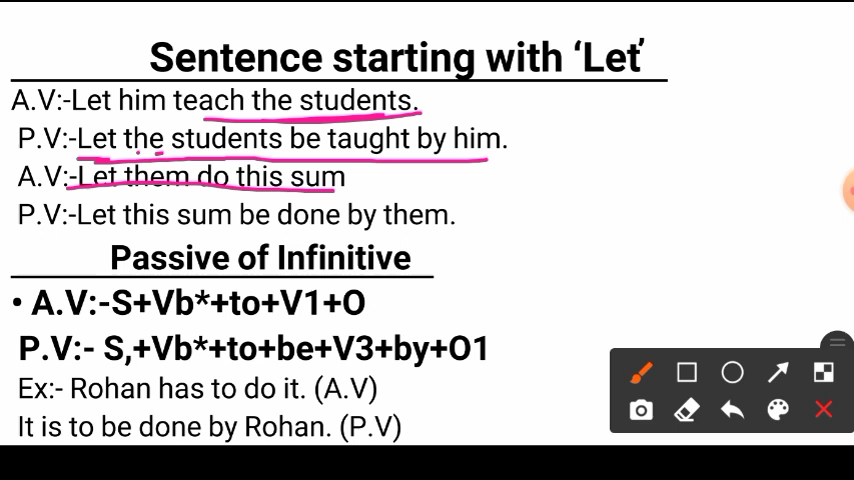 Sentence starting with ‘Let’
A.V:-Let him teach the students.
P.V:-Let the students be taught by him.
A.V:-Let them do this sum
P.V:-Let this sum be done by them.
Passive of Infinitive
• A.V:-S+Vb*+to+V1+O
P.V:- S,+Vb*+to+be+V3+by+O1
Ex:- Rohan has to do it. (A.V)
It is to be done by Rohan. (P.V)